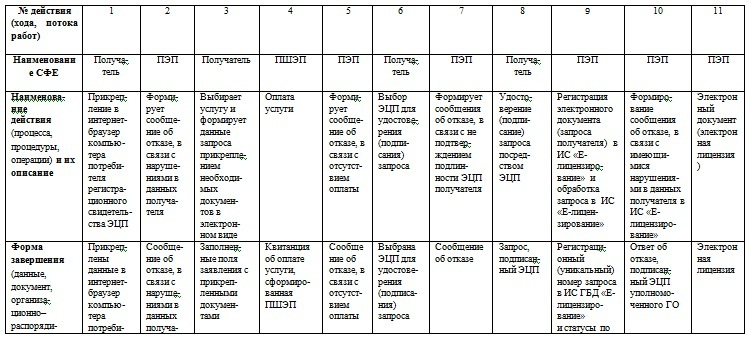 № действия
(хода, потока
работ)
1
2
3
4
5
6
7
8
9
10
11
Наименовани
е СФЕ
Получа-
тель
ПЭП
Получатель
ПШЭП
ПЭП
Получа-
тель
ПЭП
Получа-
тель
ПЭП
ПЭП
ПЭП
Наименова-
ние
действия
(процесса,
процедуры,
операции) и их
описание
Прикреп-
ление в
интернет-
браузер
компью-
тера
потреби-
теля
регистра-
ционного
свидетель-
ства ЭЦП
Форми-
рует
сообще-
ние об
отказе, в
связи с
наруше-
ниями в
данных
получа-
теля
Выбирает
услугу и
формирует
данные
запроса
прикрепле-
нием
необходи-
мых
докумен-
тов в
электрон-
ном виде
Оплата
услуги
Форми-
рует
сообще-
ние об
отказе, в
связи с
отсутст-
вием
оплаты
Выбор
ЭЦП для
удостове-
рения
(подпи-
сания)
запроса
Формирует
сообщения
об отказе, в
связи с не
подтвер-
ждением
подлин-
ности ЭЦП
получателя
Удосто-
верение
(подпи-
сание)
запроса
посред-
ством
ЭЦП
Регистрация
электронного
документа
(запроса
получателя) в
ИС «Е-
лицензиро-
вание» и
обработка
запроса в ИС
«Е-лицен-
зирование»
Формиро-
вание
сообщения
об отказе, в
связи с
имеющи-
мися
нарушения-
ми в данных
получателя в
ИС «Е-
лицензиро-
вание»
Электрон
ный
документ
(электрон
ная
лицензия
)
Форма
завершения
(данные,
документ,
организа-
ционно–
распоряди-
Прикреп-
лены
данные в
интернет-
браузер
компью-
тера
потреби-
Сообще-
ние об
отказе, в
связи с
наруше-
ниями в
данных
получа-
Заполнен-
ные поля
заявления с
прикреп-
ленными
докумен-
тами
Квитанция
об оплате
услуги,
сформиро-
ванная
ПШЭП
Сообще
ние об
отказе, в
связи с
отсутст-
вием
оплаты
Выбрана
ЭЦП для
удостове-
рения
(подписа-
ния)
запроса
Сообщение
об отказе
Запрос,
подписан-
ный ЭЦП
Регистраци-
онный
(уникальный)
номер запроса
в ИС ГБД «Е-
лицензиро-
вание»
и статусы по
Ответ об
отказе,
подписан-
ный ЭЦП
уполномо-
ченного ГО
Электрон
ная
лицензия